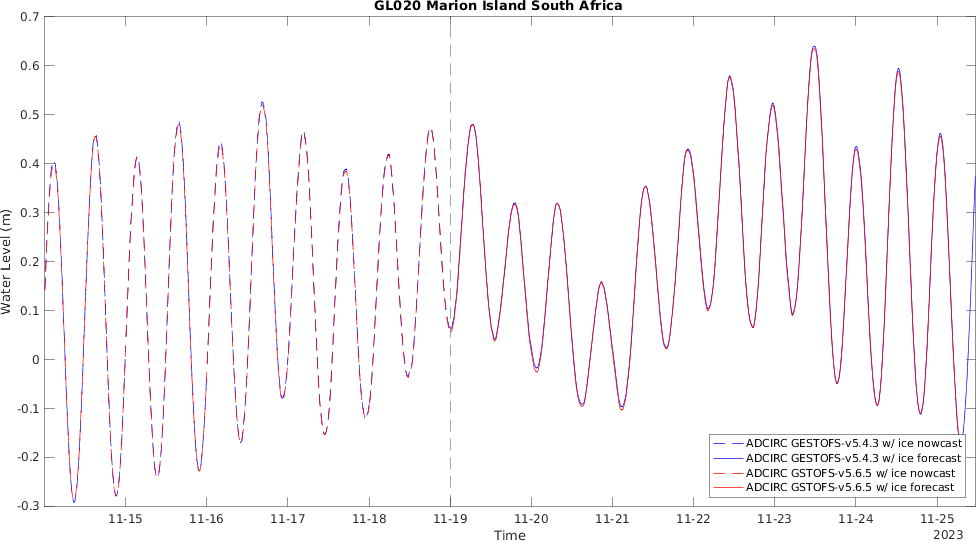 GL020 Marion Island South Africa
0.7
0.6
0.5
0.4
0.3
0.2
0.1
0
-0.1
-0.2
-0.3
Water Level (m)
ADCIRC GESTOFS-v5.4.3 w/ ice nowcast
ADCIRC GESTOFS-v5.4.3 w/ ice forecast
ADCIRC GSTOFS-v5.6.5 w/ ice nowcast
ADCIRC GSTOFS-v5.6.5 w/ ice forecast
11-15 11-16 11-17 11-18 11-19 11-20 11-21 11-22 11-23 11-24 11-25
2023
Time